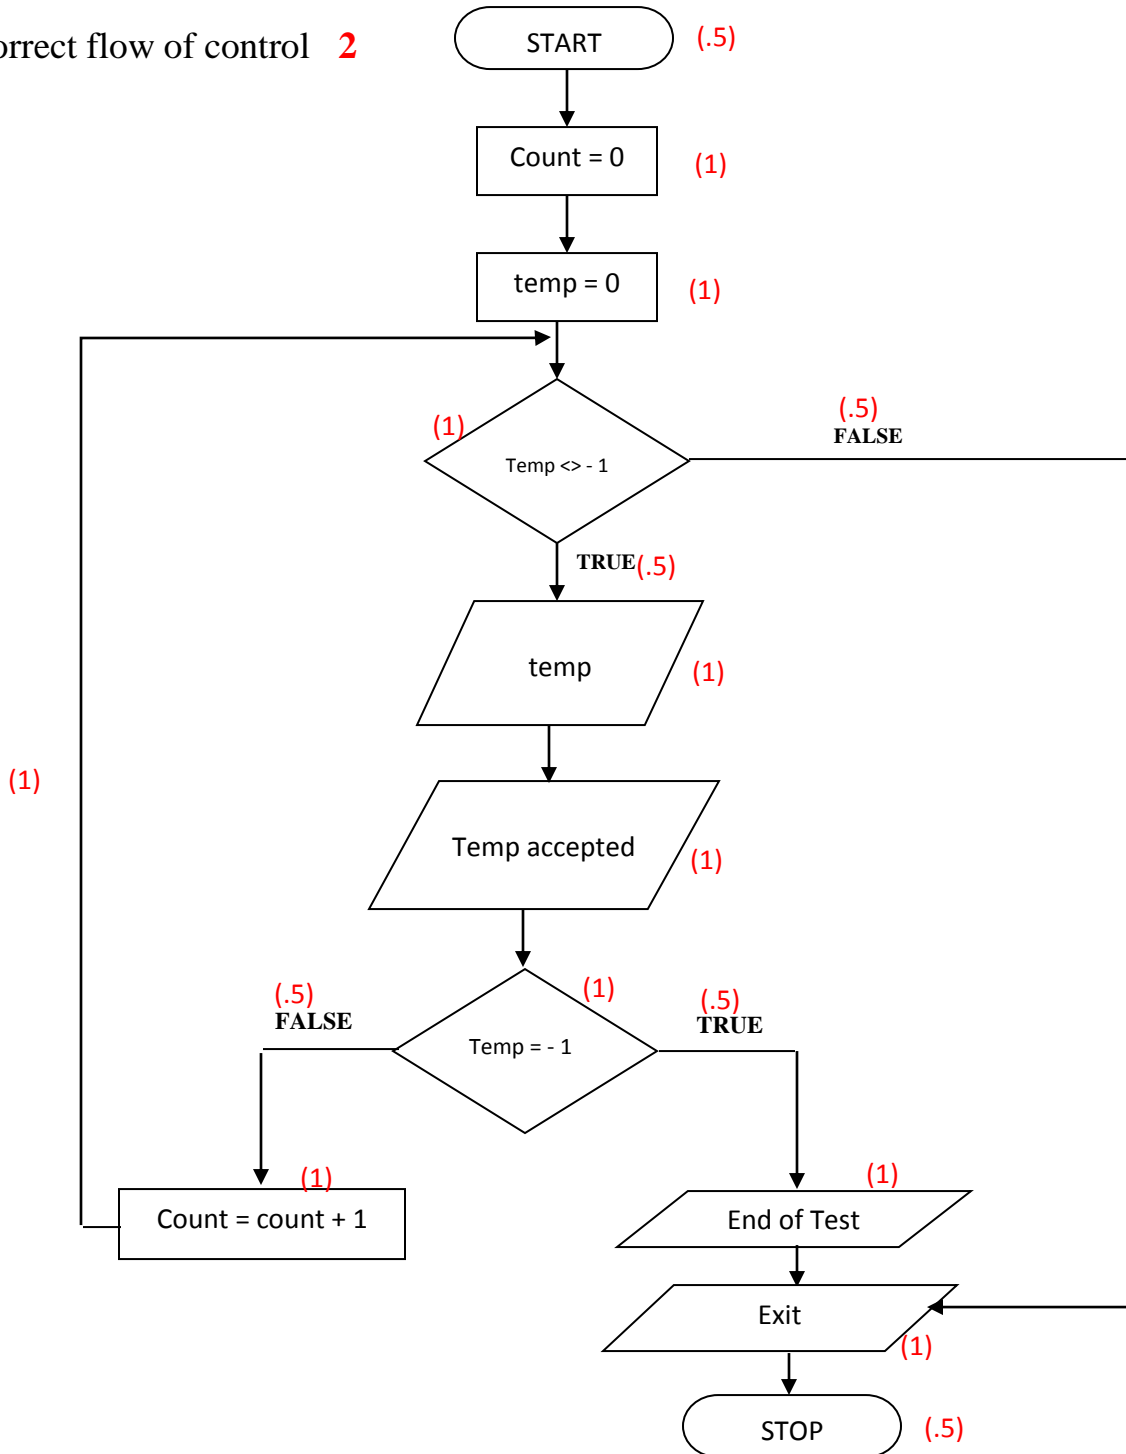 orrect flow of control 2
START (.5)
Count = 0 (1)
temp = 0 (1)
(1)
Temp <> - 1
(.5)
FALSE
TRUE (.5)
temp (1)
(1)
Temp accepted (1)
(1)
Temp = - 1
(.5)
FALSE
(.5)
TRUE
(1)
Count = count + 1
(1)
End of Test
Exit
(1)
STOP (.5)